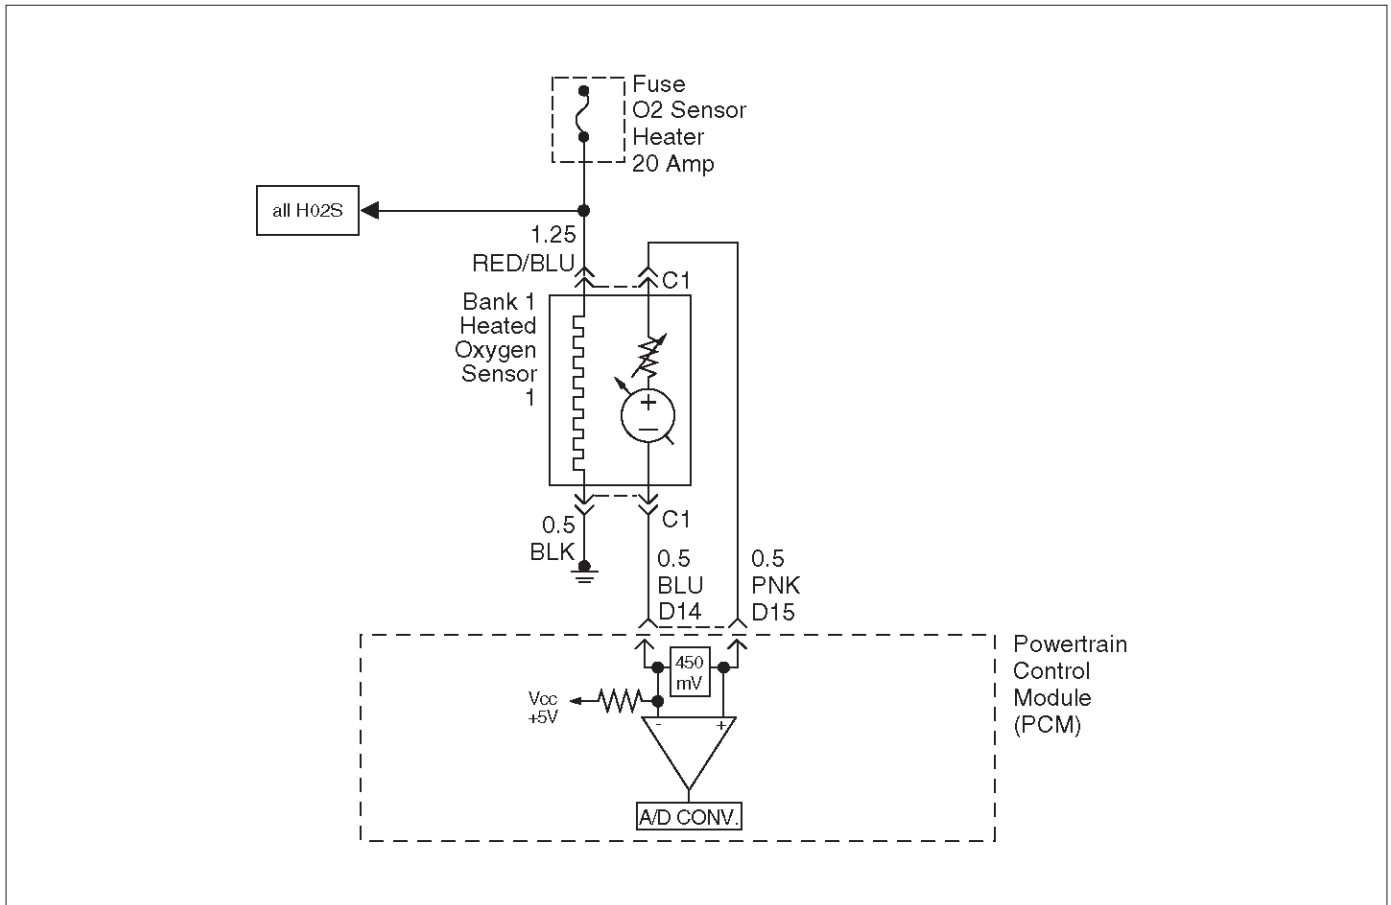 Fuse
O2 Sensor
Heater
20 Amp
all H02S
1.25
RED/BLU
C1
Bank 1
Heated
Oxygen
Sensor
1
+
—
C1
0.5
BLK
0.5
BLU
D14
0.5
PNK
D15
Powertrain
Control
Module
(PCM)
450
mV
Vcc
+5V
- +
A/D CONV.